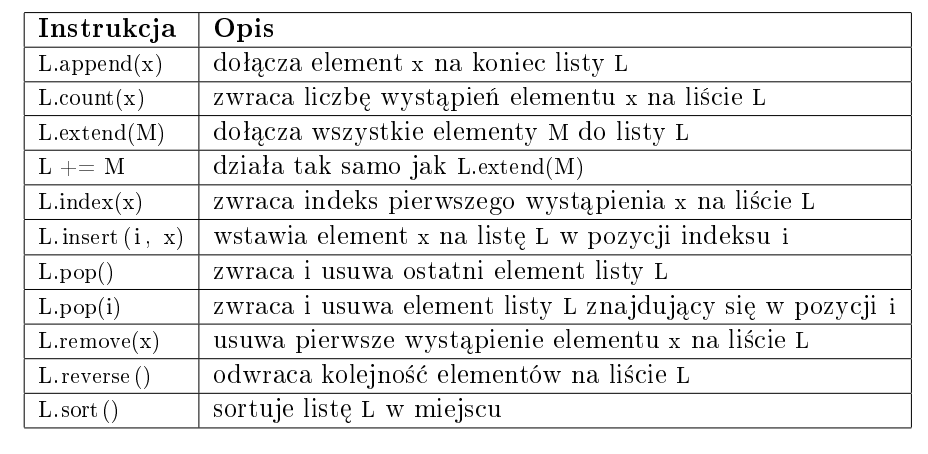 Instrukcja Opis
L.append(x) dołącza element x na koniec listy L
L.count(x) zwraca liczbę wystąpień elementu x na liście L
L.extend(M) dołącza wszystkie elementy M do listy L
L += M działa tak samo jak L.extend(M)
L.index(x) zwraca indeks pierwszego wystąpienia x na liście L
L.insert(i, x) wstawia element x na listę L w pozycji indeksu i
L.pop() zwraca i usuwa ostatni element listy L
L.pop(i) zwraca i usuwa element listy L znajdujący się w pozycji i
L.remove(x) usuwa pierwsze wystąpienie elementu x na liście L
L.reverse() odwraca kolejność elementów na liście L
L.sort() sortuje listę L w miejscu